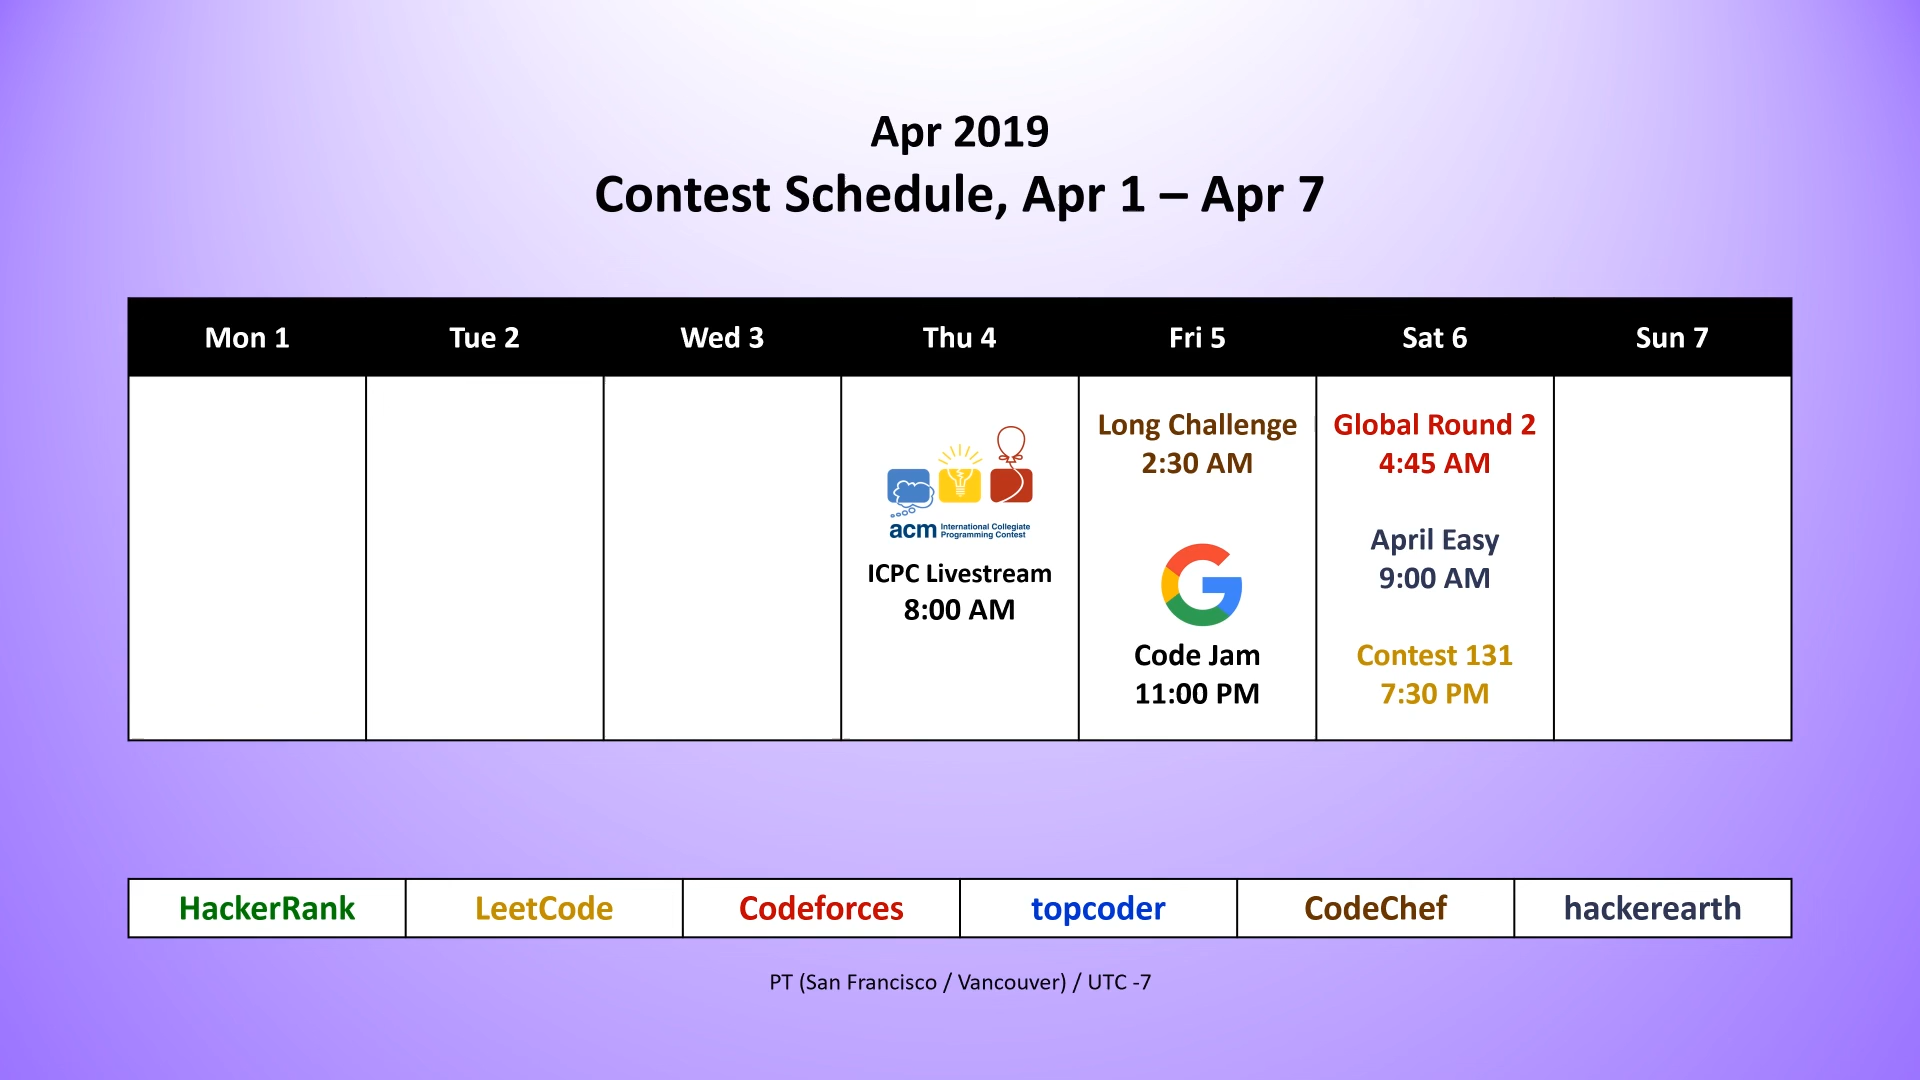 Apr 2019
Contest Schedule, Apr 1 – Apr 7
Mon 1
Tue 2
Wed 3
Thu 4
Fri 5
Sat 6
Sun 7
acm International Collegiate
Programming Contest
ICPC Livestream
8:00 AM
Long Challenge
2:30 AM
Code Jam
11:00 PM
Global Round 2
4:45 AM
April Easy
9:00 AM
Contest 131
7:30 PM
HackerRank
LeetCode
Codeforces
topcoder
CodeChef
hackerearth
PT (San Francisco / Vancouver) / UTC -7